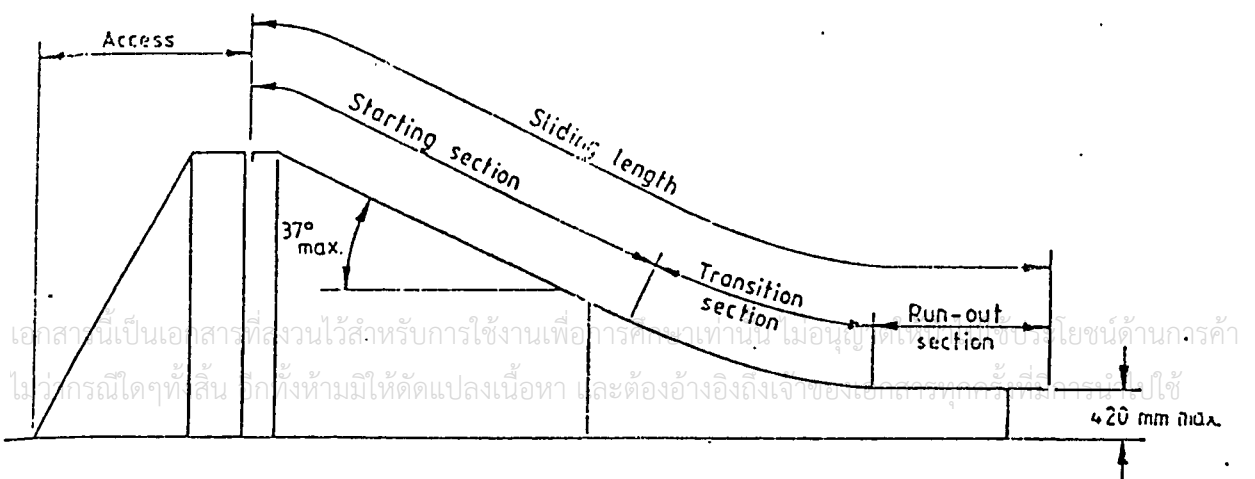 Access
Starting section
Sliding length
37°
max.
Transition
section
Run-out
section
เอกสารนี้เป็นเอกสารที่สงวนไว้สำหรับการใช้งานเพื่อการศึกษาเท่านั้น ไม่อนุญาตให้ ใช้ประโยชน์ด้านการค้า
ไม่ว่ากรณีใดๆทั้งสิ้น อีกทั้งห้ามมิให้ดัดแปลงเนื้อหา และต้องอ้างอิงถึงเจ้าของเอกสารทุกครั้งที่มีการนำไปใช้
420 mm max.